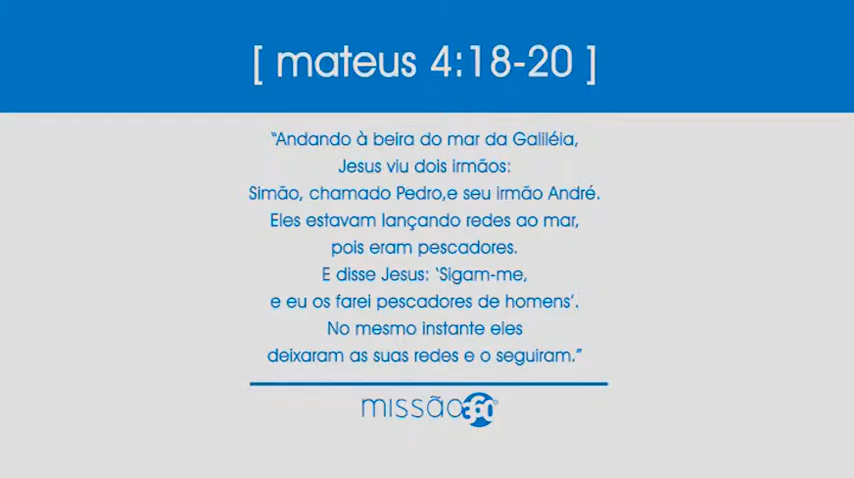 [ mateus 4:18-20 ]
“Andando à beira do mar da Galiléia,
Jesus viu dois irmãos:
Simão, chamado Pedro,e seu irmão André.
Eles estavam lançando redes ao mar,
pois eram pescadores.
E disse Jesus: ‘Sigam-me,
e eu os farei pescadores de homens’.
No mesmo instante eles
deixaram as suas redes e o seguiram.”
missão360°